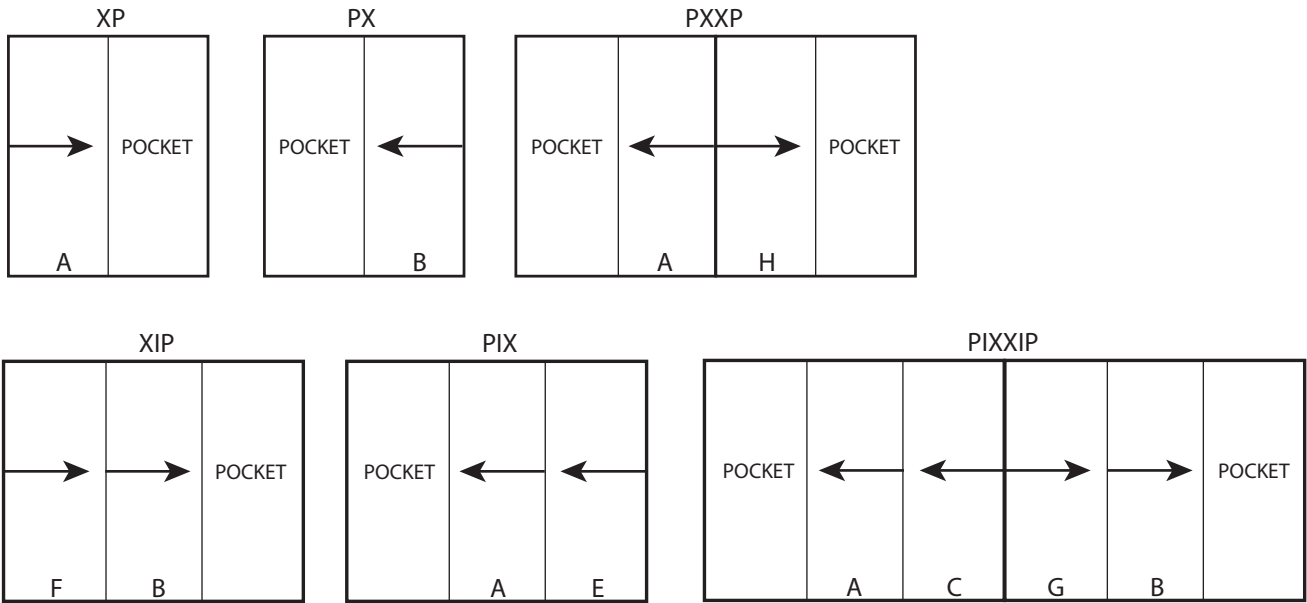 XP PX PXXP
POCKET POCKET POCKET POCKET
A B A H
XIP PIX PIXXIP
POCKET POCKET POCKET POCKET
F B A E A C G B